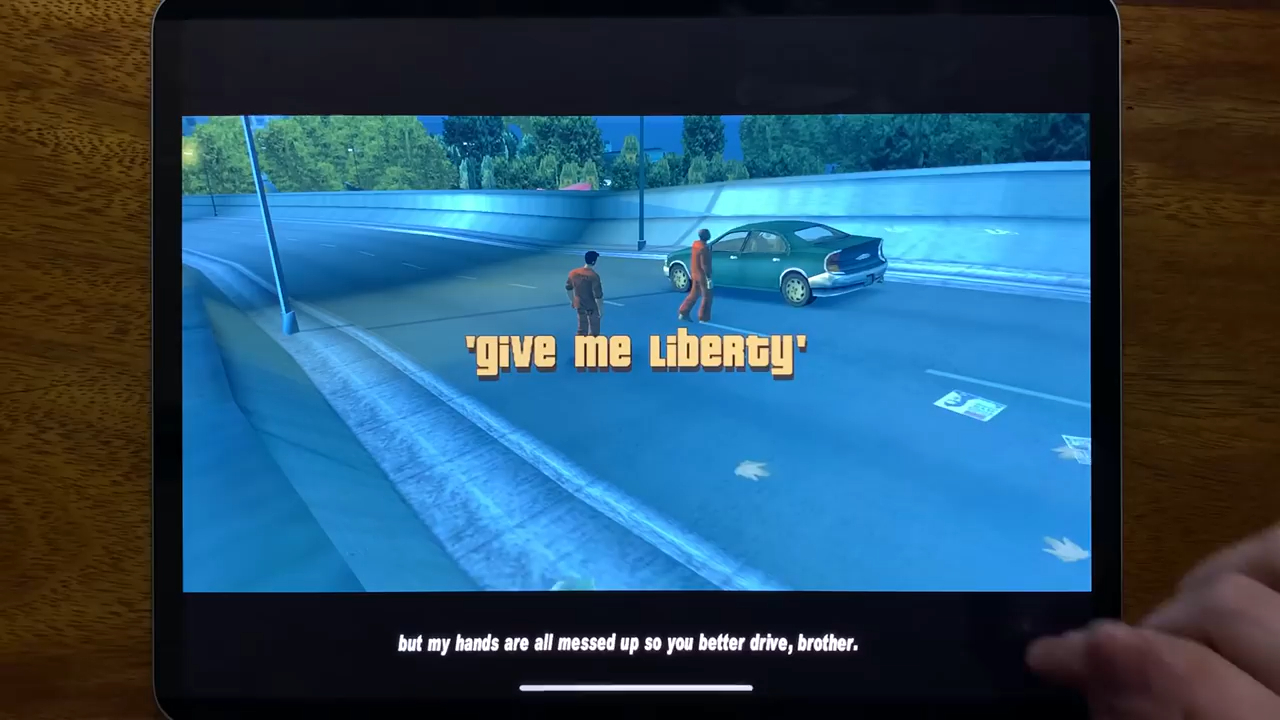 'give me Liberty'
but my hands are all messed up so you better drive, brother.